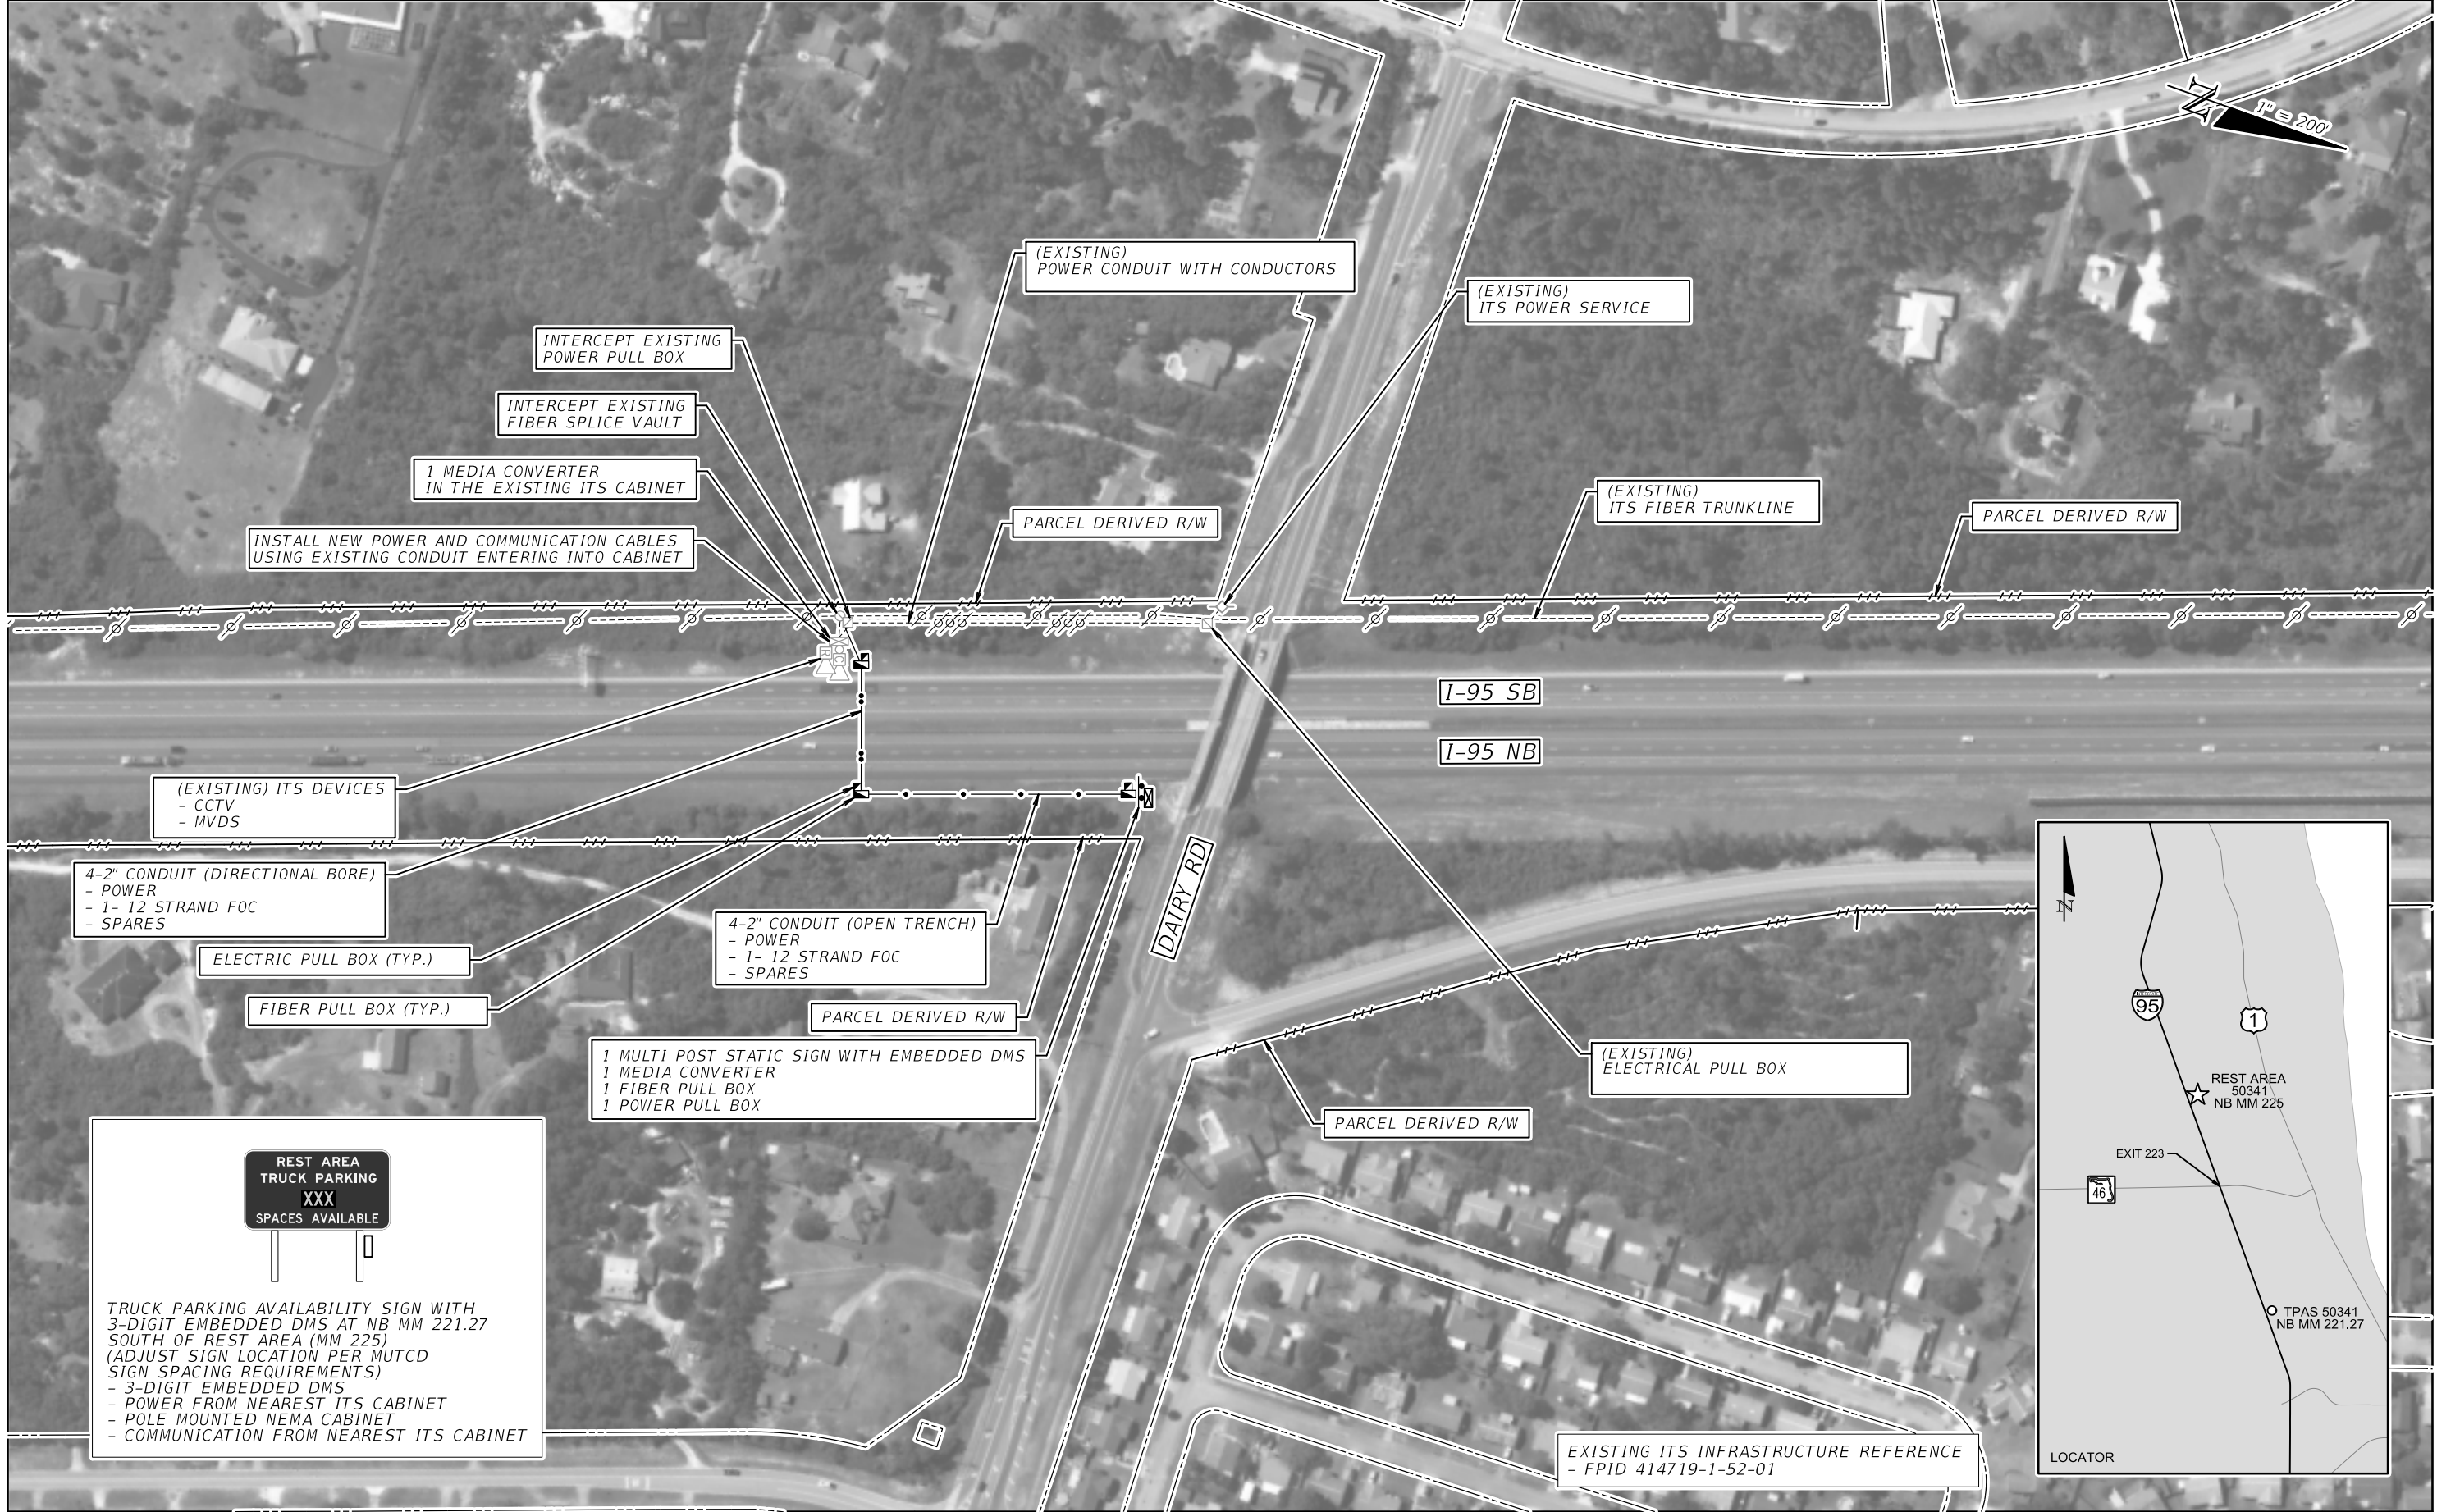 1" = 200'
N
(EXISTING)
POWER CONDUIT WITH CONDUCTORS
(EXISTING)
ITS POWER SERVICE
INTERCEPT EXISTING
POWER PULL BOX
INTERCEPT EXISTING
FIBER SPLICE VAULT
1 MEDIA CONVERTER
IN THE EXISTING ITS CABINET
(EXISTING)
ITS FIBER TRUNKLINE
PARCEL DERIVED R/W
PARCEL DERIVED R/W
INSTALL NEW POWER AND COMMUNICATION CABLES
USING EXISTING CONDUIT ENTERING INTO CABINET
I-95 SB
I-95 NB
(EXISTING) ITS DEVICES
- CCTV
- MVDS
4-2" CONDUIT (DIRECTIONAL BORE)
- POWER
- 1- 12 STRAND FOC
- SPARES
DAIRY RD
4-2" CONDUIT (OPEN TRENCH)
- POWER
- 1- 12 STRAND FOC
- SPARES
ELECTRIC PULL BOX (TYP.)
FIBER PULL BOX (TYP.)
PARCEL DERIVED R/W
1 MULTI POST STATIC SIGN WITH EMBEDDED DMS
1 MEDIA CONVERTER
1 FIBER PULL BOX
1 POWER PULL BOX
(EXISTING)
ELECTRICAL PULL BOX
PARCEL DERIVED R/W
REST AREA
TRUCK PARKING
XXX
SPACES AVAILABLE
TRUCK PARKING AVAILABILITY SIGN WITH
3-DIGIT EMBEDDED DMS AT NB MM 221.27
SOUTH OF REST AREA (MM 225)
(ADJUST SIGN LOCATION PER MUTCD
SIGN SPACING REQUIREMENTS)
- 3-DIGIT EMBEDDED DMS
- POWER FROM NEAREST ITS CABINET
- POLE MOUNTED NEMA CABINET
- COMMUNICATION FROM NEAREST ITS CABINET
EXISTING ITS INFRASTRUCTURE REFERENCE
- FPID 414719-1-52-01
N
95
1
REST AREA
50341
NB MM 225
EXIT 223
46
TPAS 50341
NB MM 221.27
LOCATOR